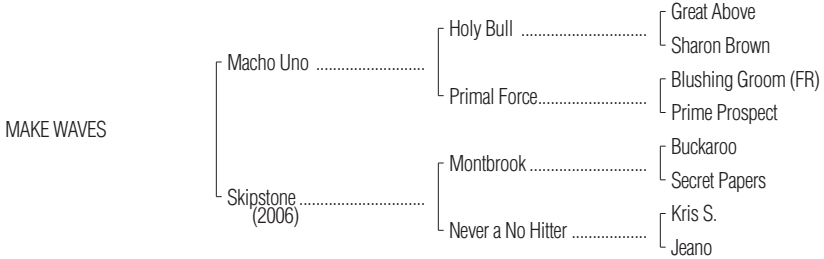 Great Above
Holy Bull ..............................
Sharon Brown
Macho Uno ..........................
Blushing Groom (FR)
Primal Force..........................
Prime Prospect
MAKE WAVES
Buckaroo
Montbrook ............................
Secret Papers
Skipstone ..............................
(2006)
Kris S.
Never a No Hitter ..................
Jeano